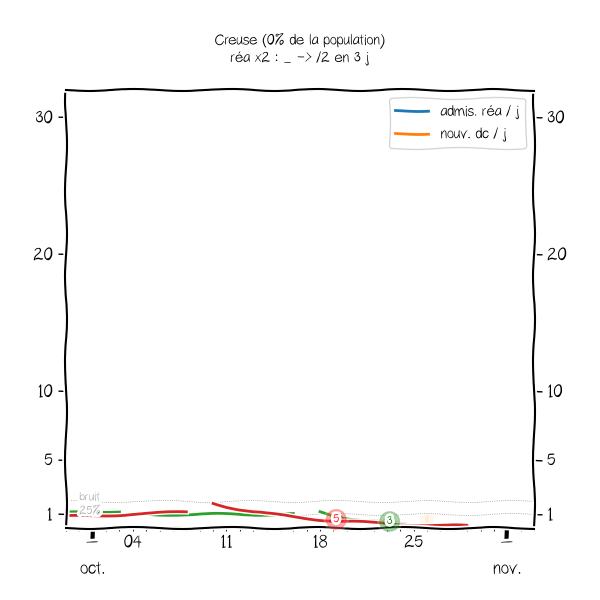 Creuse (0% de la population)
réa x2 : _ -> /2 en 3 j
admis. réa / j
nouv. dc / j
30
30
20
20
10
10
5
5
bruit
25%
1
1
5
3
04
11
18
25
oct.
nov.